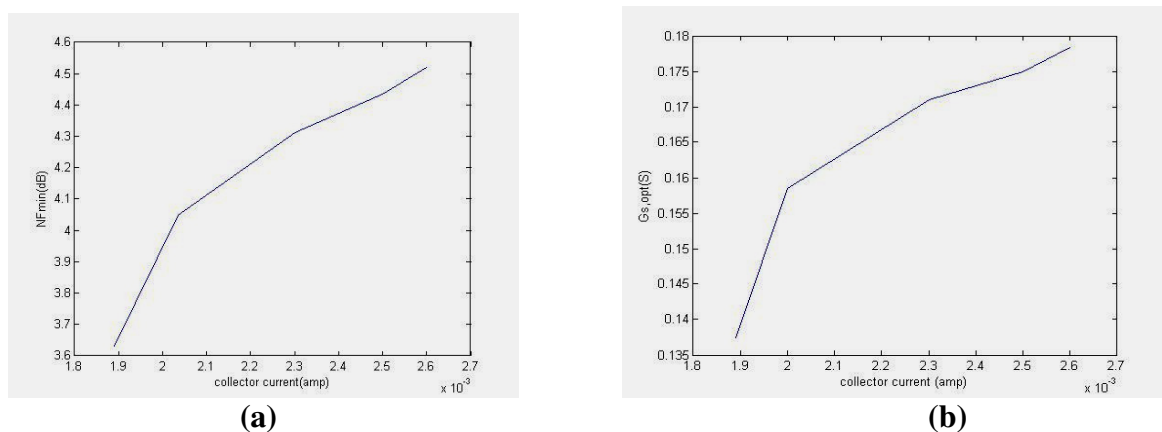 4.6
4.5
4.4
4.3
4.2
4.1
4
3.9
3.8
3.7
3.6
NFmin(dB)
1.8 1.9 2 2.1 2.2 2.3 2.4 2.5 2.6 2.7
collector current(amp)
x 10-3
(a)
0.18
0.175
0.17
0.165
0.16
0.155
0.15
0.145
0.14
0.135
Gs,opt(S)
1.8 1.9 2 2.1 2.2 2.3 2.4 2.5 2.6 2.7
collector current (amp)
x 10-3
(b)